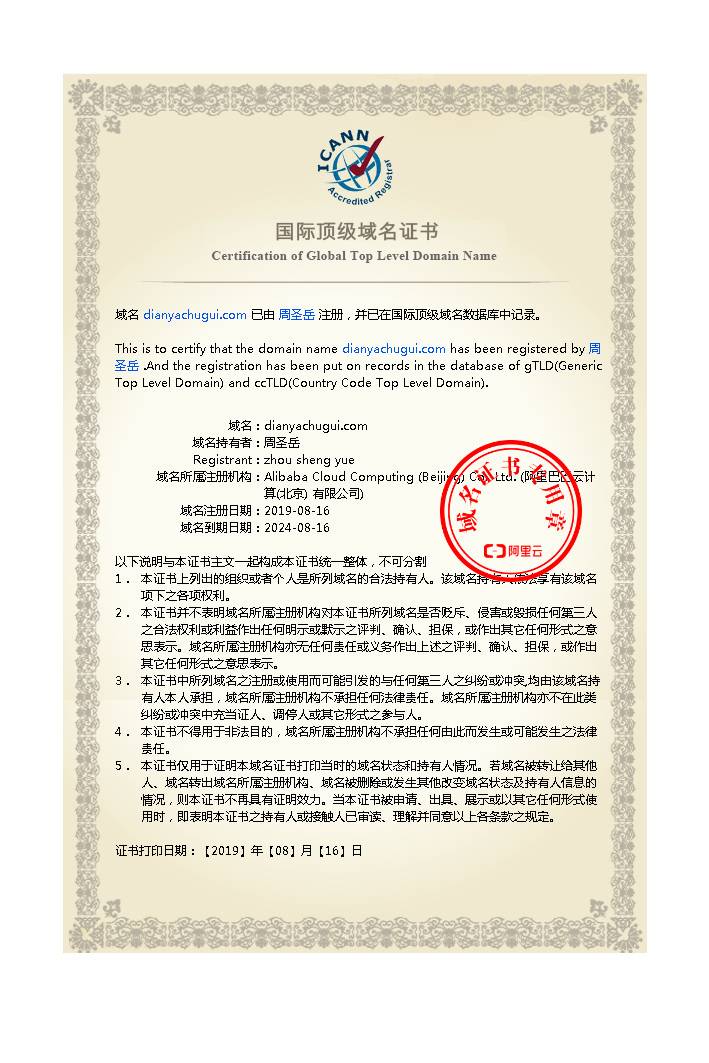 ICANN
Accredited Registrar
国际顶级域名证书
Certification of Global Top Level Domain Name
域名 dianyachugui.com 已由 周圣岳 注册，并已在国际顶级域名数据库中记录。
This is to certify that the domain name dianyachugui.com has been registered by 周
圣岳 .And the registration has been put on records in the database of gTLD(Generic
Top Level Domain) and ccTLD(Country Code Top Level Domain).
域名：dianyachugui.com
域名持有者：周圣岳
Registrant：zhou sheng yue
域名所属注册机构：Alibaba Cloud Computing (Beijing) Co., Ltd. (阿里巴巴云计
算(北京) 有限公司)
域名注册日期：2019-08-16
域名到期日期：2024-08-16
域名证书专用章
阿里云
以下说明与本证书主文一起构成本证书统一整体，不可分割
1． 本证书上列出的组织或者个人是所列域名的合法持有人。该域名持有人依法享有该域名
项下之各项权利。
2． 本证书并不表明域名所属注册机构对本证书所列域名是否贬斥、侵害或毁损任何第三人
之合法权利或利益作出任何明示或默示之评判、确认、担保，或作出其它任何形式之意
思表示。域名所属注册机构亦无任何责任或义务作出上述之评判、确认、担保，或作出
其它任何形式之意思表示。
3． 本证书中所列域名之注册或使用而可能引发的与任何第三人之纠纷或冲突,均由该域名持
有人本人承担，域名所属注册机构不承担任何法律责任。域名所属注册机构亦不在此类
纠纷或冲突中充当证人、调停人或其它形式之参与人。
4． 本证书不得用于非法目的，域名所属注册机构不承担任何由此而发生或可能发生之法律
责任。
5． 本证书仅用于证明本域名证书打印当时的域名状态和持有人情况。若域名被转让给其他
人、域名转出域名所属注册机构、域名被删除或发生其他改变域名状态及持有人信息的
情况，则本证书不再具有证明效力。当本证书被申请、出具、展示或以其它任何形式使
用时，即表明本证书之持有人或接触人已审读、理解并同意以上各条款之规定。
证书打印日期：【2019】年【08】月【16】日